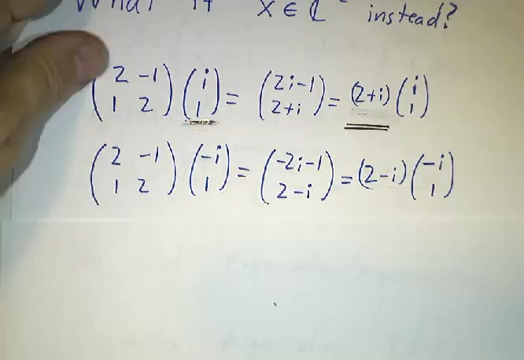 What if X ∈ ℂ instead?
(2 -1; 1 2) (i; 1) = (2i-1; 2+i) = (2+i) (i; 1)
(2 -1; 1 2) (-i; 1) = (-2i-1; 2-i) = (2-i) (-i; 1)